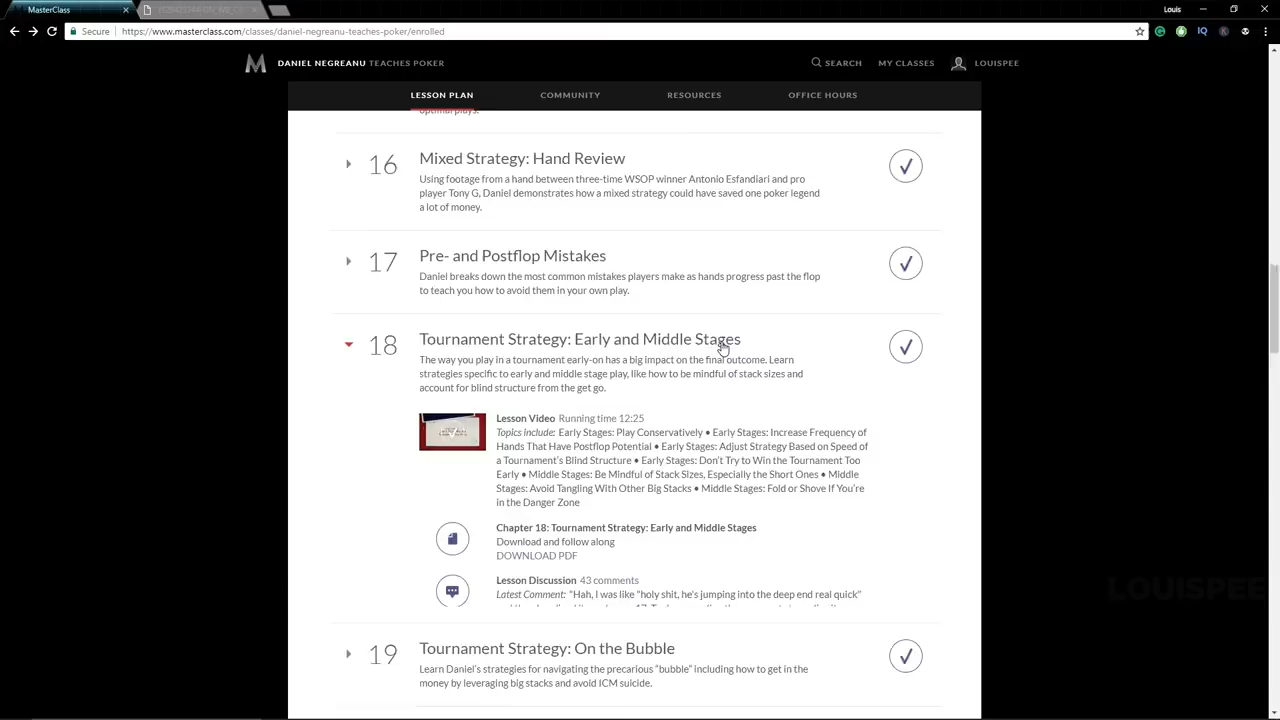 MasterClass
Louis
Secure
https://www.masterclass.com/classes/daniel-negreanu-teaches-poker/enrolled
DANIEL NEGREANU TEACHES POKER
SEARCH
MY CLASSES
LOUISPEE
LESSON PLAN
COMMUNITY
RESOURCES
OFFICE HOURS
optimal plays.
16
Mixed Strategy: Hand Review
Using footage from a hand between three-time WSOP winner Antonio Esfandiari and pro
player Tony G, Daniel demonstrates how a mixed strategy could have saved one poker legend
a lot of money.
17
Pre- and Postflop Mistakes
Daniel breaks down the most common mistakes players make as hands progress past the flop
to teach you how to avoid them in your own play.
18
Tournament Strategy: Early and Middle Stages
The way you play in a tournament early-on has a big impact on the final outcome. Learn
strategies specific to early and middle stage play, like how to be mindful of stack sizes and
account for blind structure from the get go.
Lesson Video Running time 12:25
Topics include: Early Stages: Play Conservatively • Early Stages: Increase Frequency of
Hands That Have Postflop Potential • Early Stages: Adjust Strategy Based on Speed of
a Tournament's Blind Structure • Early Stages: Don't Try to Win the Tournament Too
Early • Middle Stages: Be Mindful of Stack Sizes, Especially the Short Ones • Middle
Stages: Avoid Tangling With Other Big Stacks • Middle Stages: Fold or Shove If You're
in the Danger Zone
Chapter 18: Tournament Strategy: Early and Middle Stages
Download and follow along
DOWNLOAD PDF
Lesson Discussion 43 comments
Latest Comment: "Hah, I was like "holy shit, he's jumping into the deep end real quick"
LOUISPEE
19
Tournament Strategy: On the Bubble
Learn Daniel's strategies for navigating the precarious "bubble" including how to get in the
money by leveraging big stacks and avoid ICM suicide.